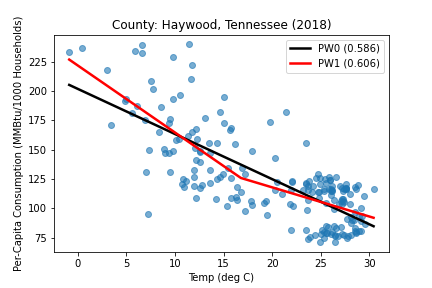 County: Haywood, Tennessee (2018)
Per-Capita Consumption (MMBtu/1000 Households)
225
200
175
150
125
100
75
PW0 (0.586)
PW1 (0.606)
0 5 10 15 20 25 30
Temp (deg C)